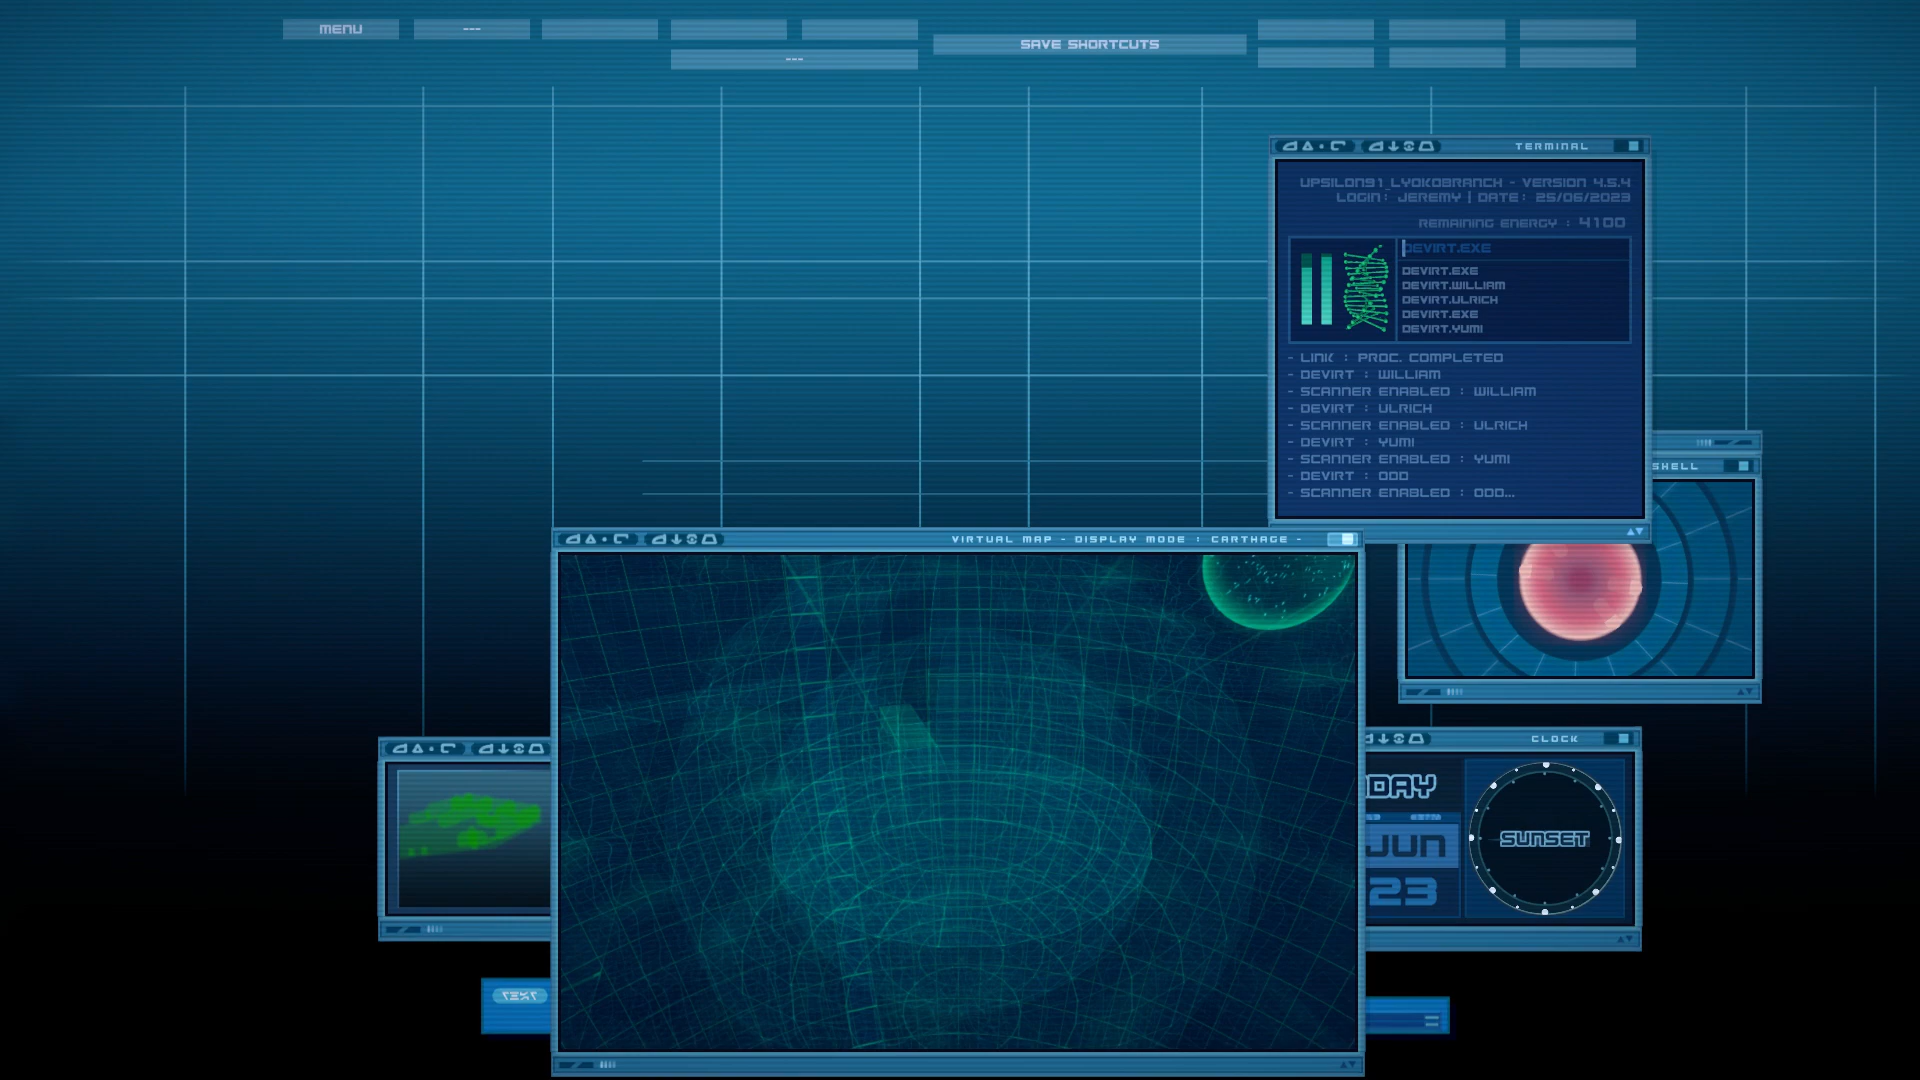 MENU
---
---
SAVE SHORTCUTS
TERMINAL
UPSILON91_LYOKOBRANCH - VERSION 4.5.4
LOGIN : JEREMY | DATE : 25/06/2023
REMAINING ENERGY : 4100
DEVIRT.EXE
DEVIRT.EXE
DEVIRT.WILLIAM
DEVIRT.ULRICH
DEVIRT.EXE
DEVIRT.YUMI
- LINK : PROC. COMPLETED
- DEVIRT : WILLIAM
- SCANNER ENABLED : WILLIAM
- DEVIRT : ULRICH
- SCANNER ENABLED : ULRICH
- DEVIRT : YUMI
- SCANNER ENABLED : YUMI
- DEVIRT : ODD
- SCANNER ENABLED : ODD...
SHELL
VIRTUAL MAP - DISPLAY MODE : CARTHAGE -
CLOCK
DAY
JUN
23
SUNSET
TEXT